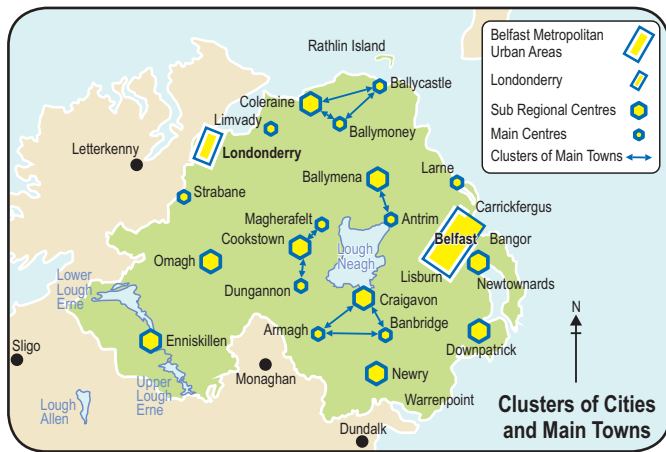 Belfast Metropolitan
Urban Areas
Londonderry
Sub Regional Centres
Main Centres
Clusters of Main Towns
Rathlin Island
Ballycastle
Coleraine
Limvady
Ballymoney
Letterkenny
Londonderry
Ballymena
Larne
Strabane
Carrickfergus
Magherafelt
Antrim
Cookstown
Belfast
Bangor
Omagh
Lough
Neagh
Lisburn
Lower
Lough
Erne
Dungannon
Craigavon
Newtownards
N
Armagh
Banbridge
Sligo
Enniskillen
Downpatrick
Monaghan
Newry
Upper
Lough
Erne
Warrenpoint
Lough
Allen
Dundalk
Clusters of Cities
and Main Towns